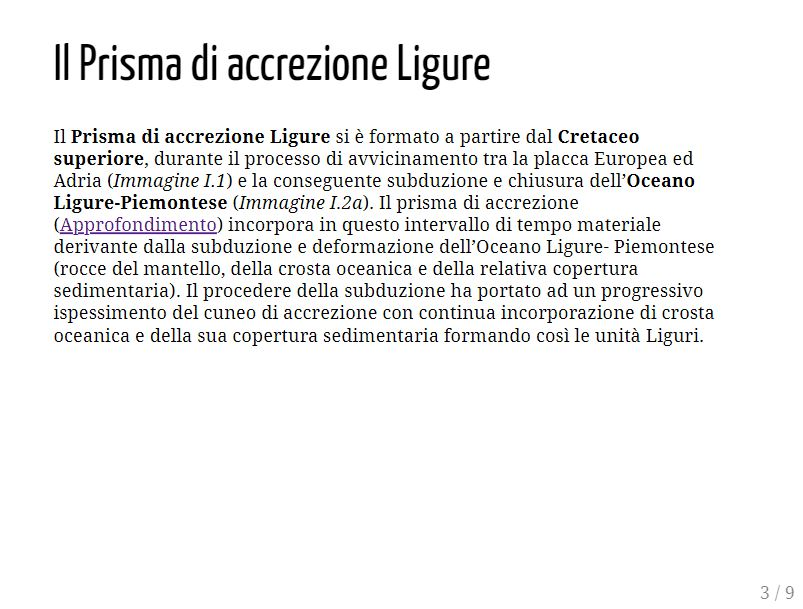 Il Prisma di accrezione Ligure
Il Prisma di accrezione Ligure si è formato a partire dal Cretaceo
superiore, durante il processo di avvicinamento tra la placca Europea ed
Adria (Immagine I.1) e la conseguente subduzione e chiusura dell’Oceano
Ligure-Piemontese (Immagine I.2a). Il prisma di accrezione
(Approfondimento) incorpora in questo intervallo di tempo materiale
derivante dalla subduzione e deformazione dell’Oceano Ligure- Piemontese
(rocce del mantello, della crosta oceanica e della relativa copertura
sedimentaria). Il procedere della subduzione ha portato ad un progressivo
ispessimento del cuneo di accrezione con continua incorporazione di crosta
oceanica e della sua copertura sedimentaria formando così le unità Liguri.
3 / 9